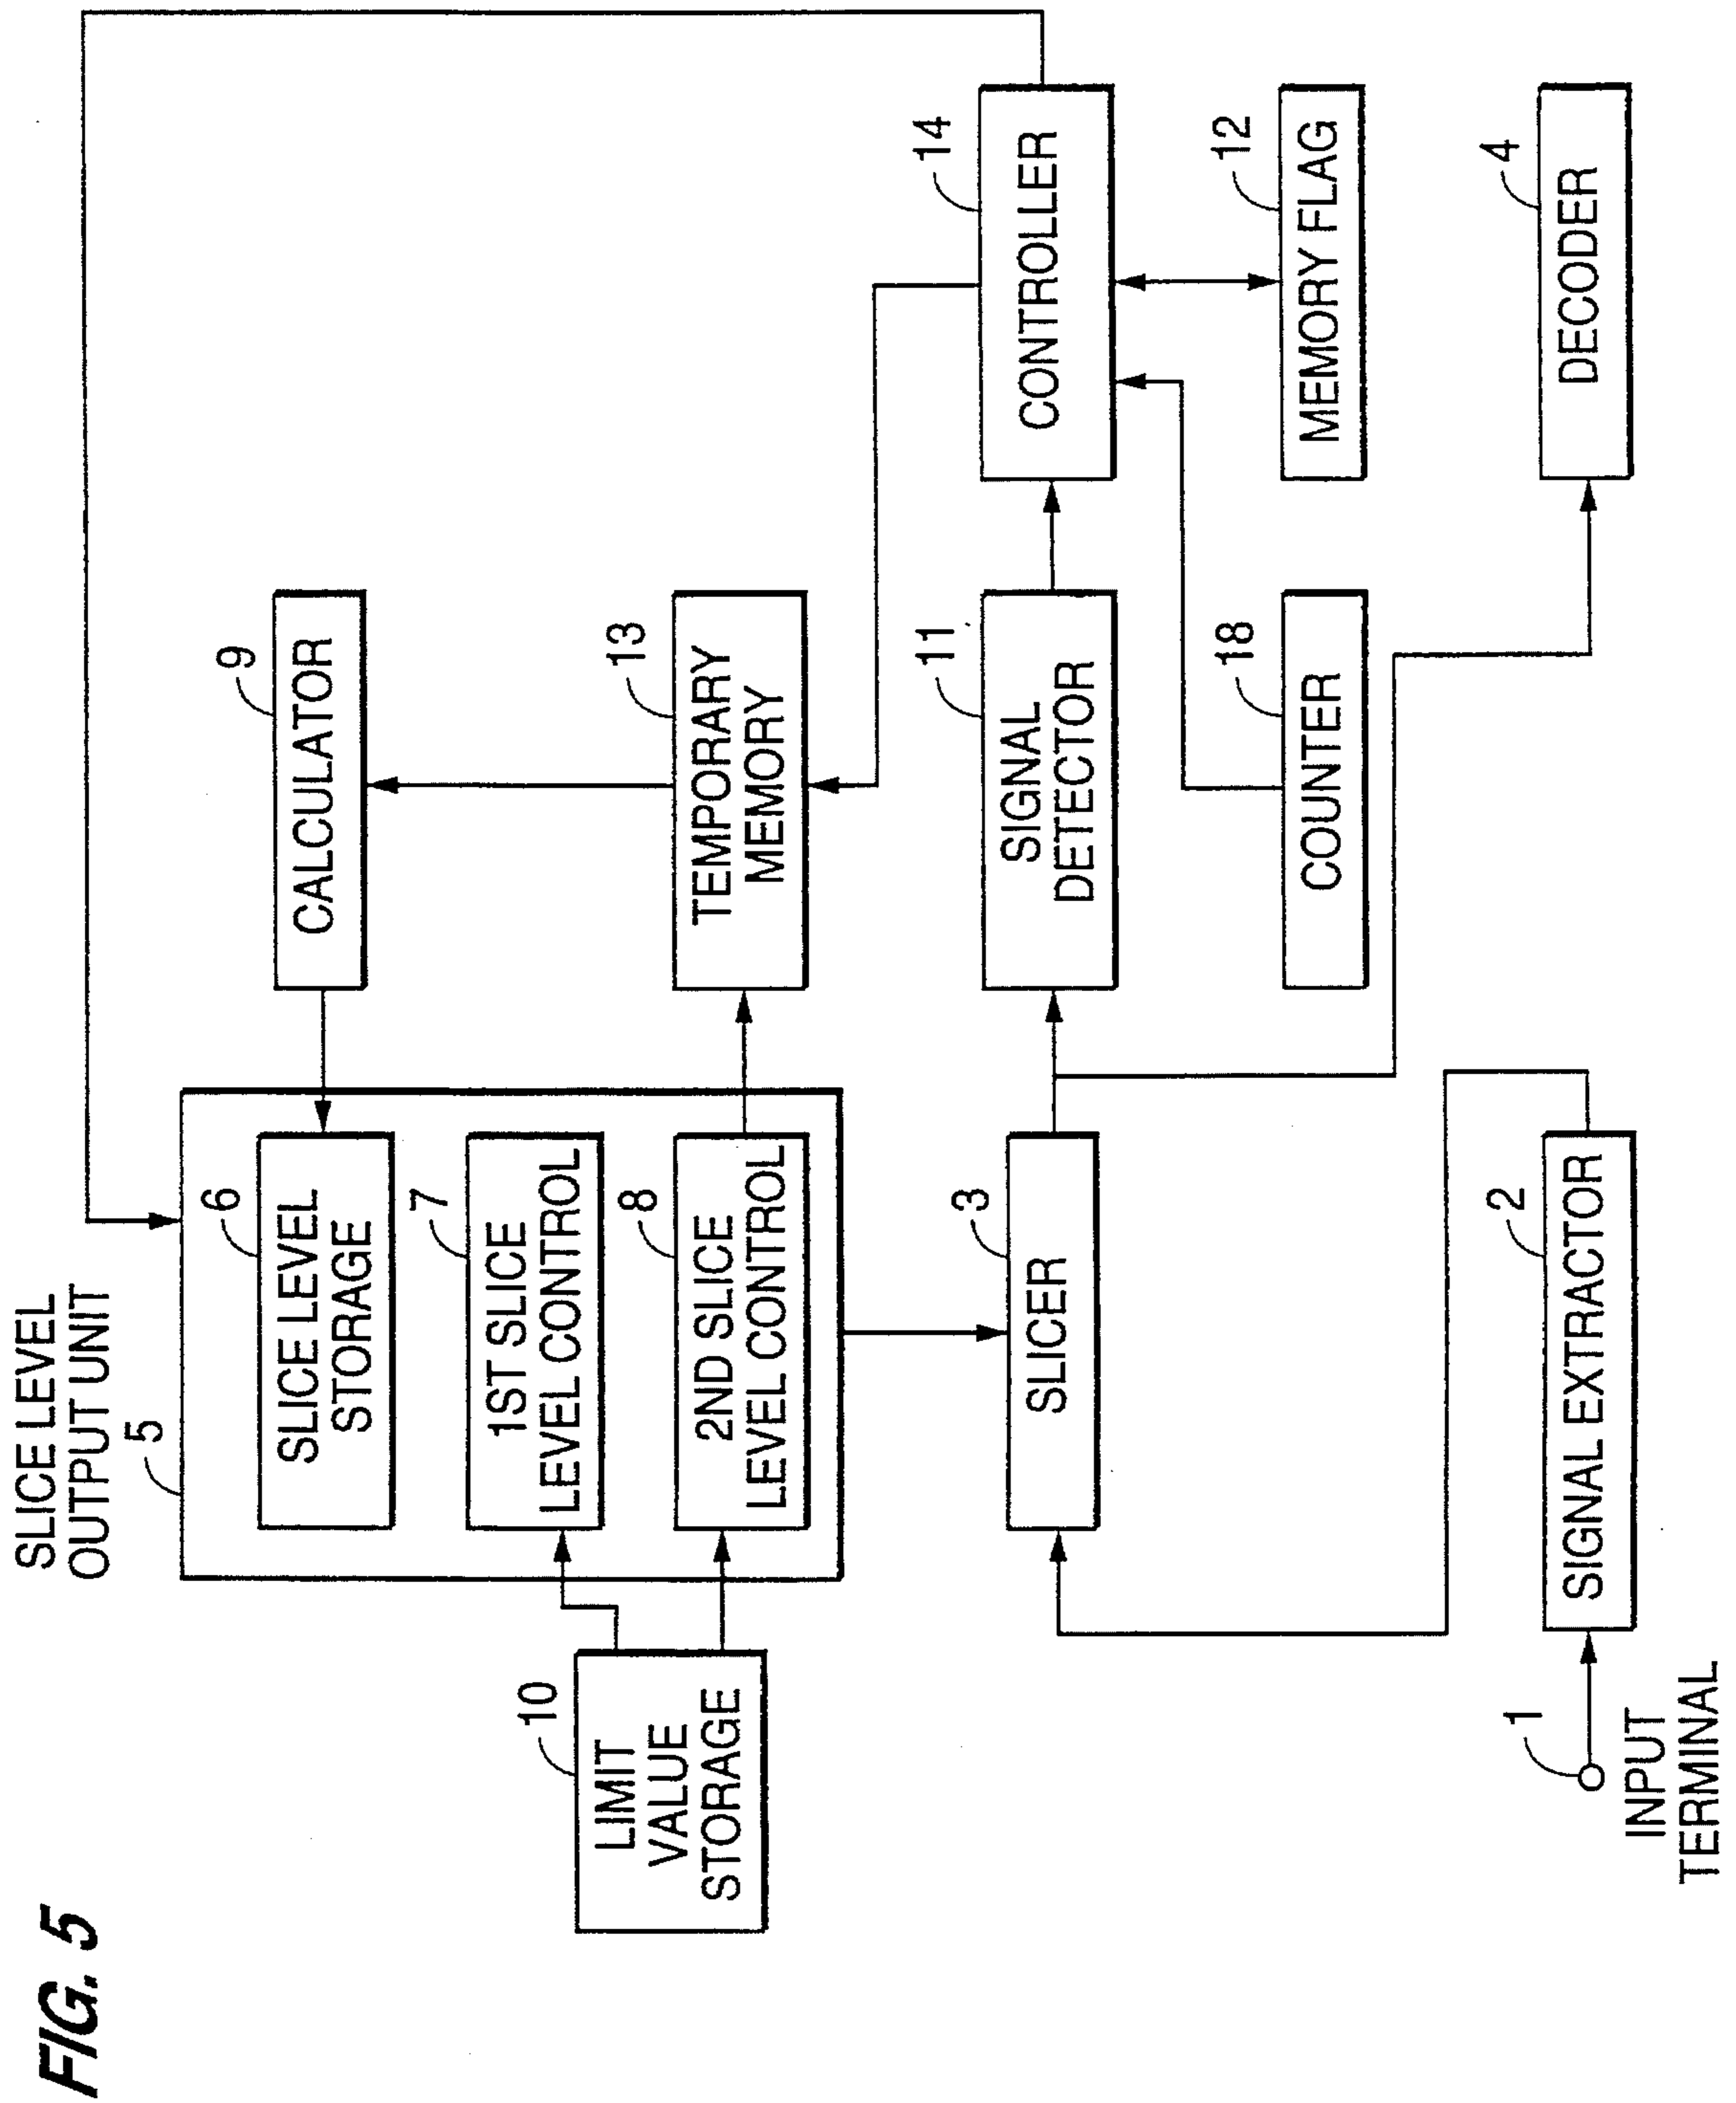 FIG. 5
SLICE LEVEL
OUTPUT UNIT
5
6
SLICE LEVEL
STORAGE
7
1ST SLICE
LEVEL CONTROL
8
2ND SLICE
LEVEL CONTROL
9
CALCULATOR
10
LIMIT
VALUE
STORAGE
13
TEMPORARY
MEMORY
14
CONTROLLER
3
SLICER
11
SIGNAL
DETECTOR
12
MEMORY FLAG
18
COUNTER
4
DECODER
2
SIGNAL EXTRACTOR
1
INPUT
TERMINAL